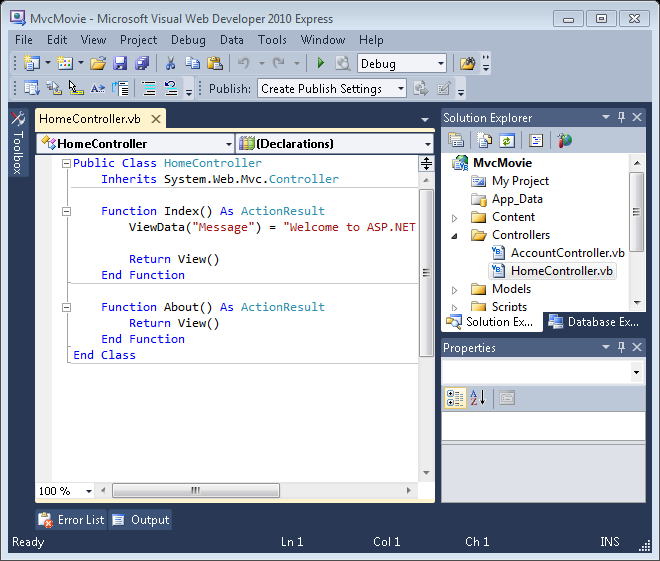 MvcMovie - Microsoft Visual Web Developer 2010 Express
File Edit View Project Debug Data Tools Window Help
Debug
Publish: Create Publish Settings
Toolbox
HomeController.vb
HomeController (Declarations)
Public Class HomeController
Inherits System.Web.Mvc.Controller
Function Index() As ActionResult
ViewData("Message") = "Welcome to ASP.NET
Return View()
End Function
Function About() As ActionResult
Return View()
End Function
End Class
100 %
Solution Explorer
MvcMovie
My Project
App_Data
Content
Controllers
AccountController.vb
HomeController.vb
Models
Scripts
Solution Ex... Database Ex...
Properties
Error List Output
Ready Ln 1 Col 1 Ch 1 INS